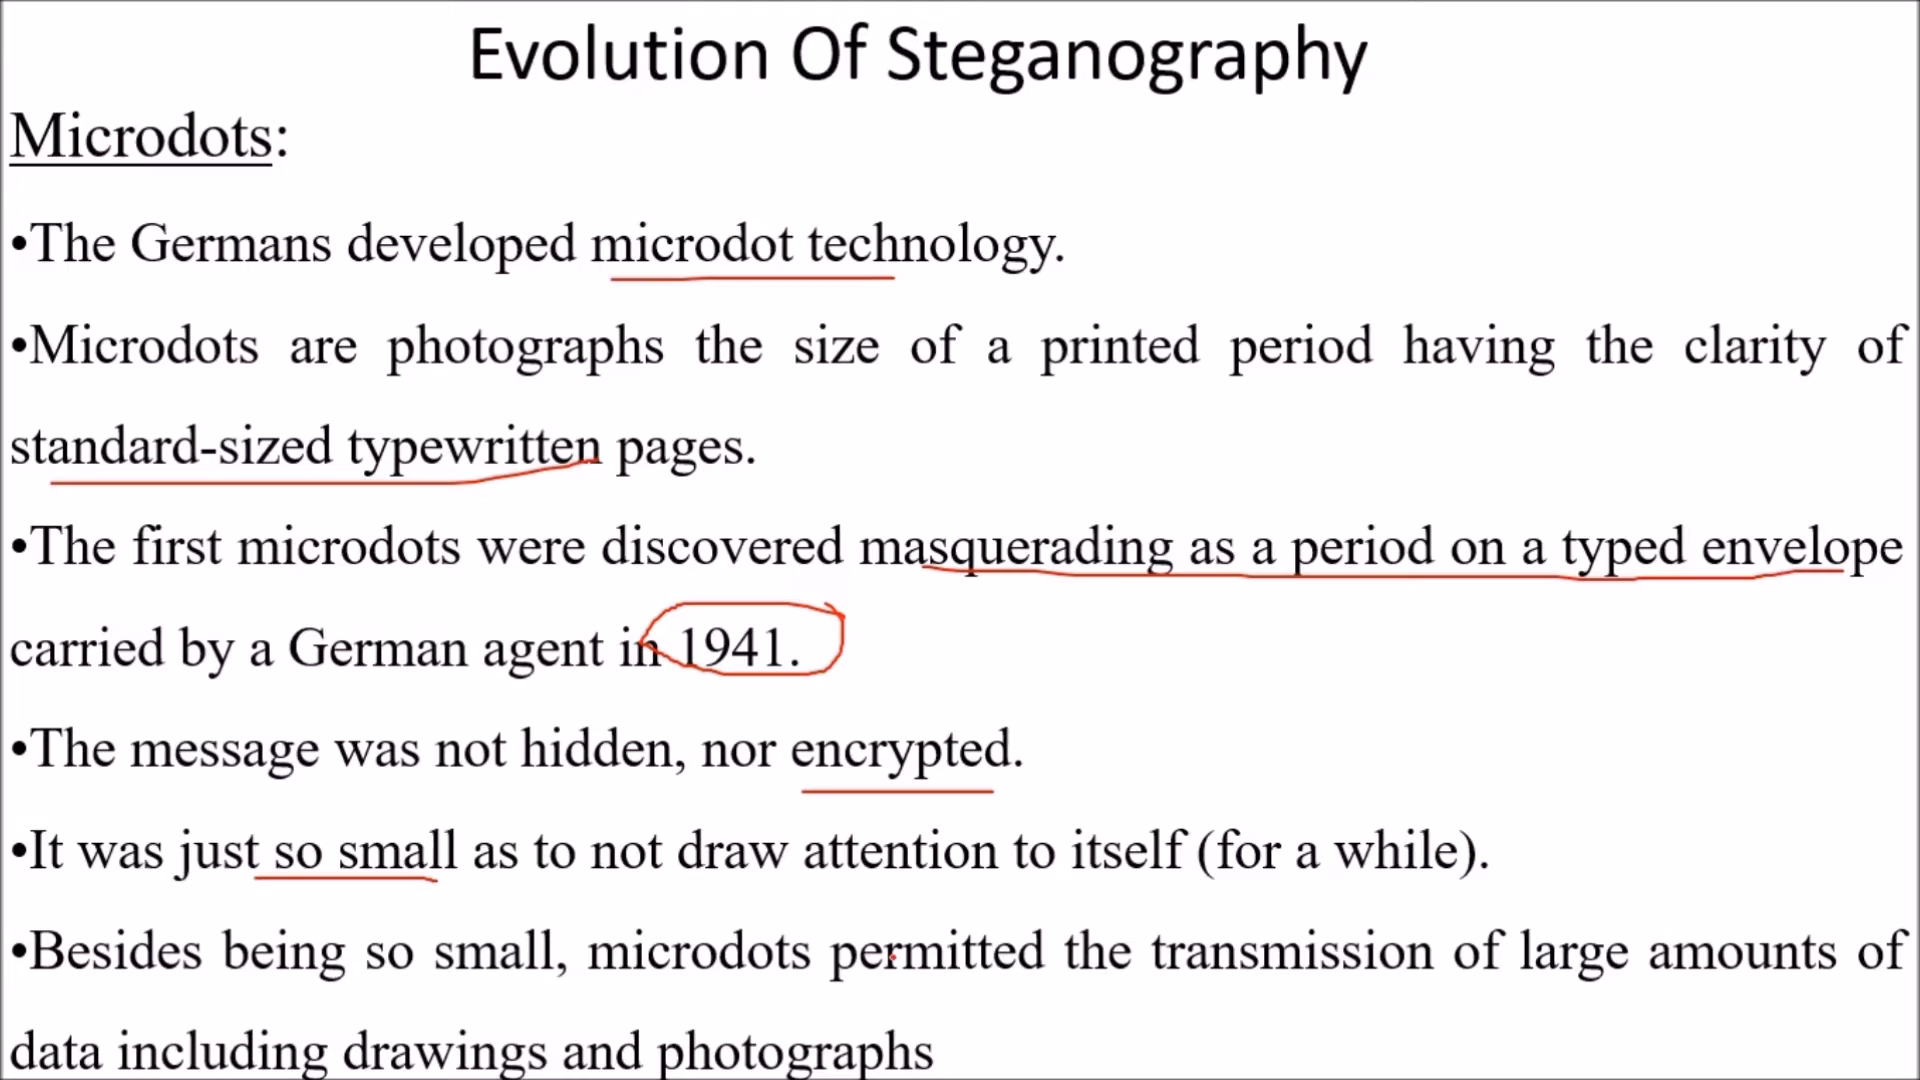 Evolution Of Steganography
Microdots:
•The Germans developed microdot technology.
•Microdots are photographs the size of a printed period having the clarity of
standard-sized typewritten pages.
•The first microdots were discovered masquerading as a period on a typed envelope
carried by a German agent in 1941.
•The message was not hidden, nor encrypted.
•It was just so small as to not draw attention to itself (for a while).
•Besides being so small, microdots permitted the transmission of large amounts of
data including drawings and photographs